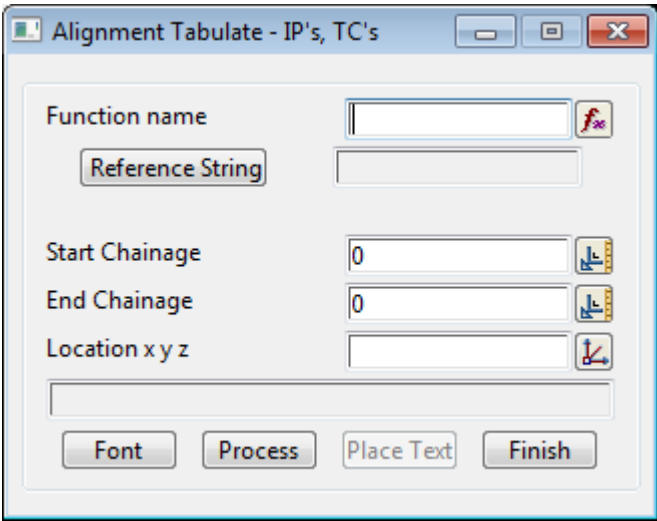 Alignment Tabulate - IP's, TC's
Function name
Reference String
Start Chainage 0
End Chainage 0
Location x y z
Font Process Place Text Finish